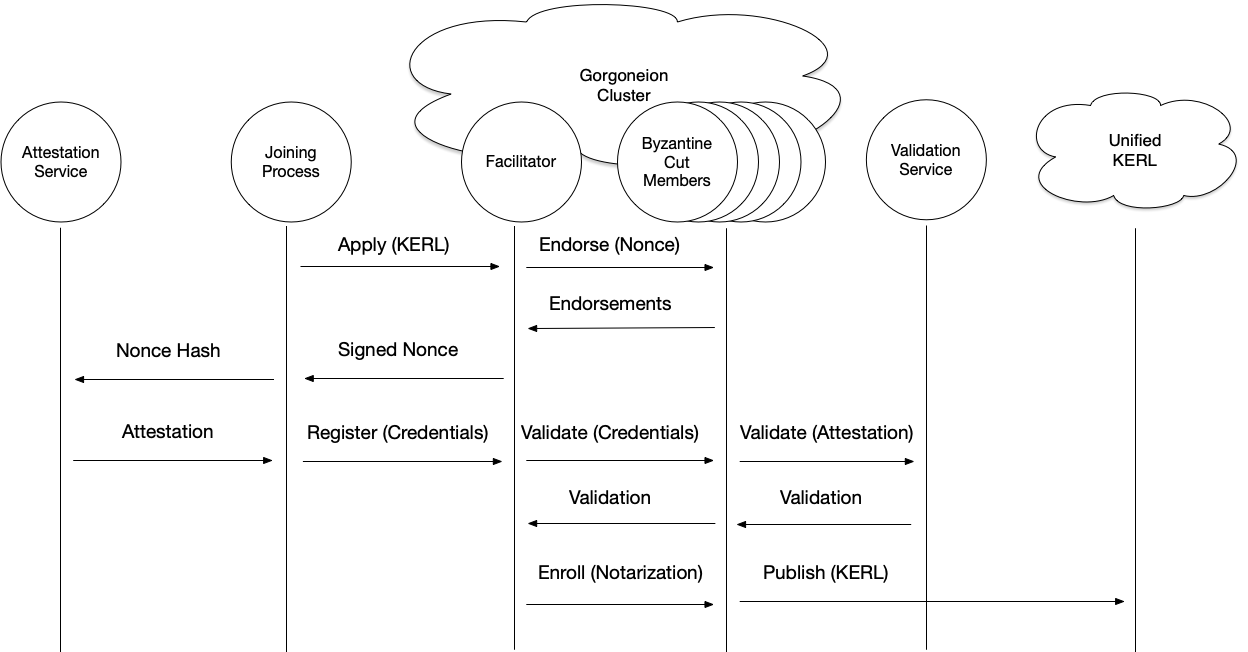 Gorgoneion
Cluster
Attestation
Service
Joining
Process
Facilitator
Byzantine
Cut
Members
Validation
Service
Unified
KERL
Apply (KERL)
Endorse (Nonce)
Endorsements
Nonce Hash
Signed Nonce
Attestation
Register (Credentials)
Validate (Credentials)
Validate (Attestation)
Validation
Validation
Enroll (Notarization)
Publish (KERL)